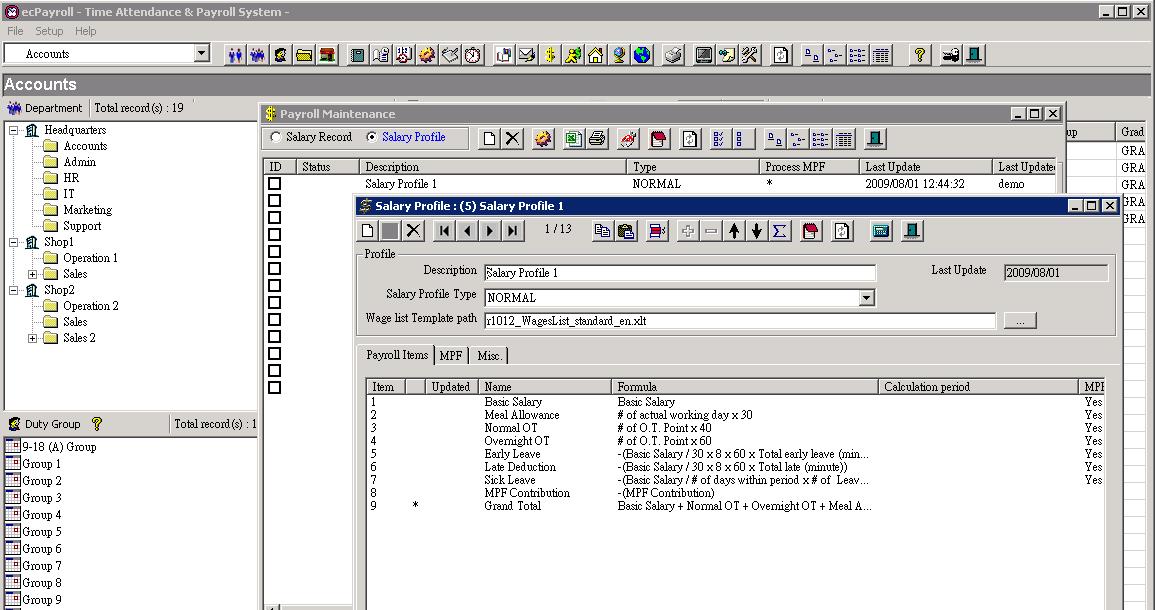 ecPayroll - Time Attendance & Payroll System -
File Setup Help
Accounts
Accounts
Department Total record(s) : 19
Headquarters
Accounts
Admin
HR
IT
Marketing
Support
Shop1
Operation 1
Sales
Shop2
Operation 2
Sales
Sales 2
Duty Group Total record(s) : 1
9-18 (A) Group
Group 1
Group 2
Group 3
Group 4
Group 5
Group 6
Group 7
Group 8
Group 9
Payroll Maintenance
Salary Record Salary Profile
ID Status Description Type Process MPF Last Update Last Update
Salary Profile 1 NORMAL * 2009/08/01 12:44:32 demo
up Grad
GRA
GRA
GRA
GRA
GRA
Salary Profile : (5) Salary Profile 1
1 / 13
Profile
Description Salary Profile 1 Last Update 2009/08/01
Salary Profile Type NORMAL
Wage list Template path r1012_WagesList_standard_en.xlt ...
Payroll Items MPF Misc.
Item Updated Name Formula Calculation period MPF
1 Basic Salary Basic Salary Yes
2 Meal Allowance # of actual working day x 30 Yes
3 Normal OT # of O.T. Point x 40 Yes
4 Overnight OT # of O.T. Point x 60 Yes
5 Early Leave -(Basic Salary / 30 x 8 x 60 x Total early leave (min... Yes
6 Late Deduction -(Basic Salary / 30 x 8 x 60 x Total late (minute)) Yes
7 Sick Leave -(Basic Salary / # of days within period x # of Leav... Yes
8 MPF Contribution -(MPF Contribution)
9 * Grand Total Basic Salary + Normal OT + Overnight OT + Meal A...